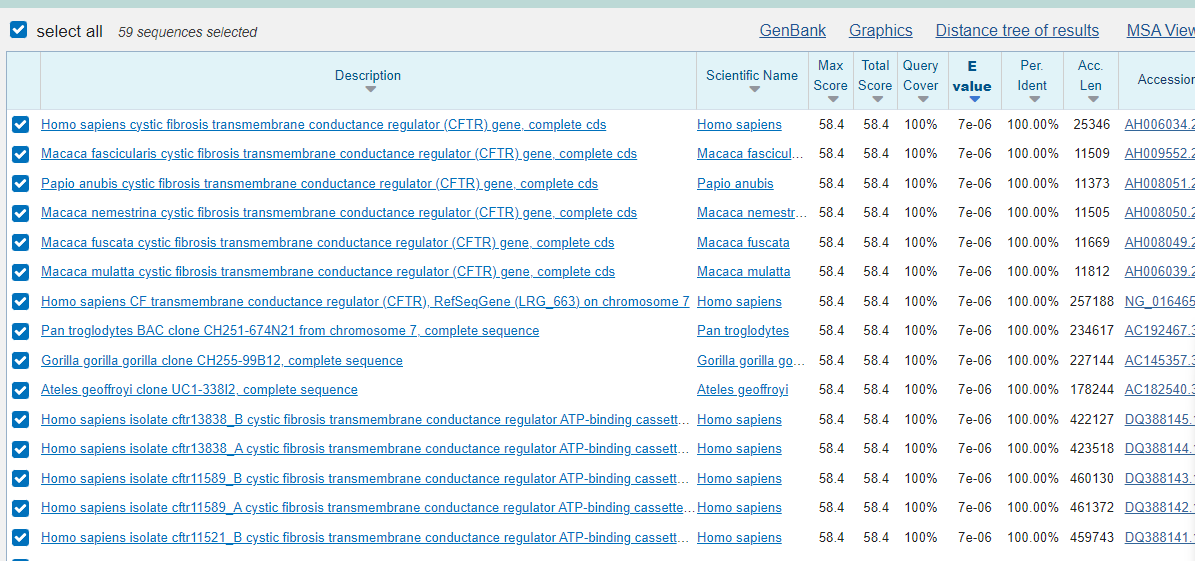 select all 59 sequences selected GenBank Graphics Distance tree of results MSA View
Description Scientific Name Max Score Total Score Query Cover E value Per. Ident Acc. Len Accession
Homo sapiens cystic fibrosis transmembrane conductance regulator (CFTR) gene, complete cds Homo sapiens 58.4 58.4 100% 7e-06 100.00% 25346 AH006034.2
Macaca fascicularis cystic fibrosis transmembrane conductance regulator (CFTR) gene, complete cds Macaca fascicul... 58.4 58.4 100% 7e-06 100.00% 11509 AH009552.2
Papio anubis cystic fibrosis transmembrane conductance regulator (CFTR) gene, complete cds Papio anubis 58.4 58.4 100% 7e-06 100.00% 11373 AH008051.2
Macaca nemestrina cystic fibrosis transmembrane conductance regulator (CFTR) gene, complete cds Macaca nemestr... 58.4 58.4 100% 7e-06 100.00% 11505 AH008050.2
Macaca fuscata cystic fibrosis transmembrane conductance regulator (CFTR) gene, complete cds Macaca fuscata 58.4 58.4 100% 7e-06 100.00% 11669 AH008049.2
Macaca mulatta cystic fibrosis transmembrane conductance regulator (CFTR) gene, complete cds Macaca mulatta 58.4 58.4 100% 7e-06 100.00% 11812 AH006039.2
Homo sapiens CF transmembrane conductance regulator (CFTR), RefSeqGene (LRG_663) on chromosome 7 Homo sapiens 58.4 58.4 100% 7e-06 100.00% 257188 NG_016465
Pan troglodytes BAC clone CH251-674N21 from chromosome 7, complete sequence Pan troglodytes 58.4 58.4 100% 7e-06 100.00% 234617 AC192467.3
Gorilla gorilla gorilla clone CH255-99B12, complete sequence Gorilla gorilla go... 58.4 58.4 100% 7e-06 100.00% 227144 AC145357.3
Ateles geoffroyi clone UC1-338I2, complete sequence Ateles geoffroyi 58.4 58.4 100% 7e-06 100.00% 178244 AC182540.3
Homo sapiens isolate cftr13838_B cystic fibrosis transmembrane conductance regulator ATP-binding cassett... Homo sapiens 58.4 58.4 100% 7e-06 100.00% 422127 DQ388145.
Homo sapiens isolate cftr13838_A cystic fibrosis transmembrane conductance regulator ATP-binding cassett... Homo sapiens 58.4 58.4 100% 7e-06 100.00% 423518 DQ388144.
Homo sapiens isolate cftr11589_B cystic fibrosis transmembrane conductance regulator ATP-binding cassett... Homo sapiens 58.4 58.4 100% 7e-06 100.00% 460130 DQ388143.
Homo sapiens isolate cftr11589_A cystic fibrosis transmembrane conductance regulator ATP-binding cassette... Homo sapiens 58.4 58.4 100% 7e-06 100.00% 461372 DQ388142.
Homo sapiens isolate cftr11521_B cystic fibrosis transmembrane conductance regulator ATP-binding cassett... Homo sapiens 58.4 58.4 100% 7e-06 100.00% 459743 DQ388141.